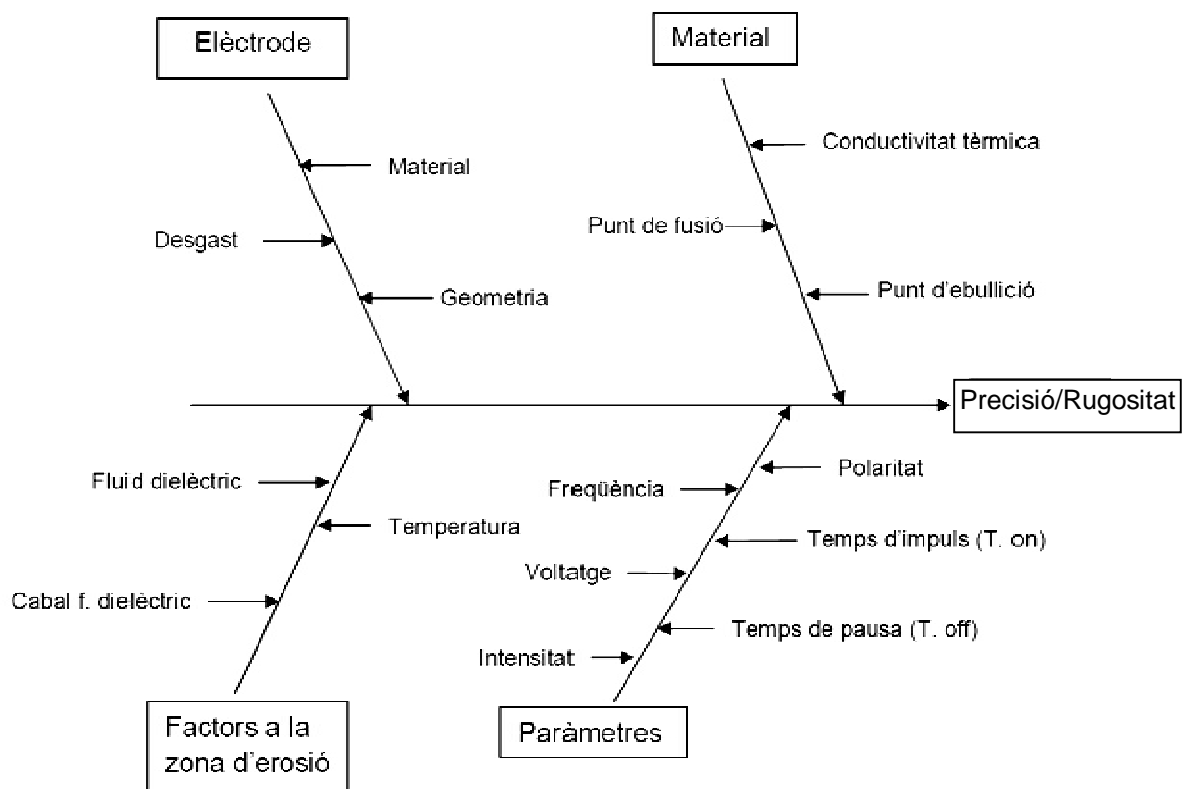 Elèctrode
Material
Conductivitat tèrmica
Material
Punt de fusió
Desgast
Geometria
Punt d'ebullició
Precisió/Rugositat
Fluid dielèctric
Polaritat
Freqüència
Temperatura
Temps d'impuls (T. on)
Voltatge
Cabal f. dielèctric
Temps de pausa (T. off)
Intensitat
Factors a la
zona d'erosió
Paràmetres